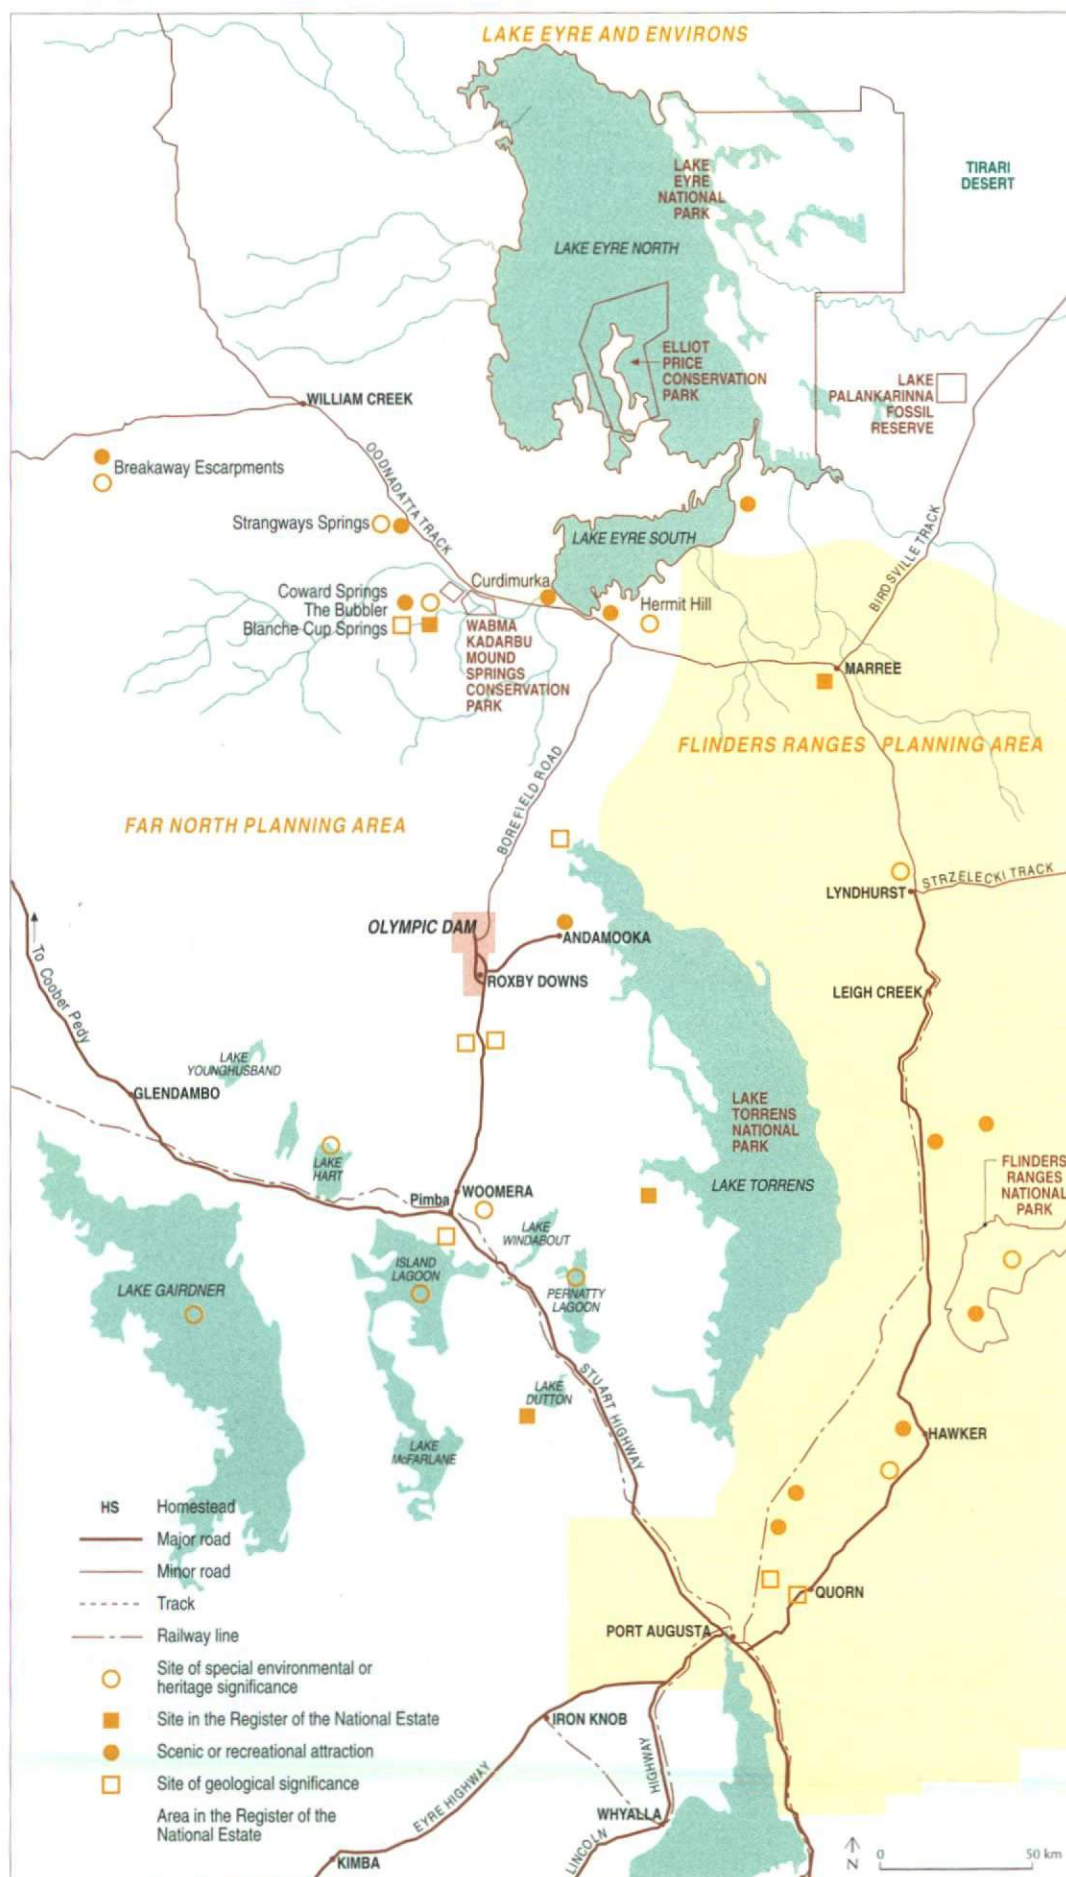 LAKE EYRE AND ENVIRONS
TIRARI
DESERT
LAKE
EYRE
NATIONAL
PARK
LAKE EYRE NORTH
ELLIOT
PRICE
CONSERVATION
PARK
LAKE
PALANKARINNA
FOSSIL
RESERVE
WILLIAM CREEK
OODNADATTA TRACK
Breakaway Escarpments
Strangways Springs
LAKE EYRE SOUTH
BIRDSVILLE TRACK
Coward Springs
The Bubbler
Blanche Cup Springs
Curdimurka
Hermit Hill
WABMA
KADARBU
MOUND
SPRINGS
CONSERVATION
PARK
MARREE
FLINDERS RANGES PLANNING AREA
BOREFIELD ROAD
FAR NORTH PLANNING AREA
LYNDHURST
STRZELECKI TRACK
OLYMPIC DAM
ANDAMOOKA
ROXBY DOWNS
LEIGH CREEK
To Coober Pedy
LAKE
YOUNGHUSBAND
GLENDAMBO
LAKE
HART
LAKE
TORRENS
NATIONAL
PARK
LAKE TORRENS
FLINDERS
RANGES
NATIONAL
PARK
Pimba
WOOMERA
LAKE
WINDABOUT
ISLAND
LAGOON
PERNATTY
LAGOON
LAKE GAIRDNER
STUART HIGHWAY
LAKE
DUTTON
LAKE
McFARLANE
HAWKER
QUORN
PORT AUGUSTA
IRON KNOB
EYRE HIGHWAY
LINCOLN HIGHWAY
WHYALLA
KIMBA
HS Homestead
Major road
Minor road
Track
Railway line
Site of special environmental or
heritage significance
Site in the Register of the National Estate
Scenic or recreational attraction
Site of geological significance
Area in the Register of the
National Estate
N
0 50 km